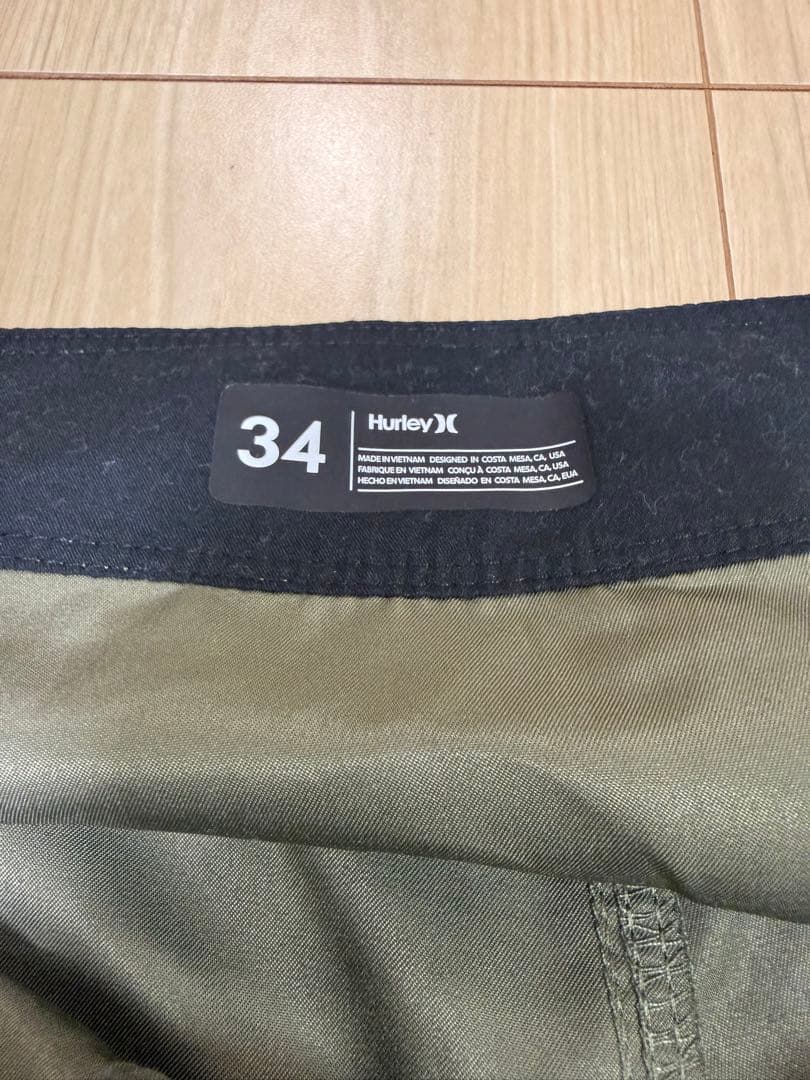 34
Hurley
MADE IN VIETNAM DESIGNED IN COSTA MESA, CA, USA
FABRIQUE EN VIETNAM CONÇU À COSTA MESA, CA, USA
HECHO EN VIETNAM DISEÑADO EN COSTA MESA, CA, EUA